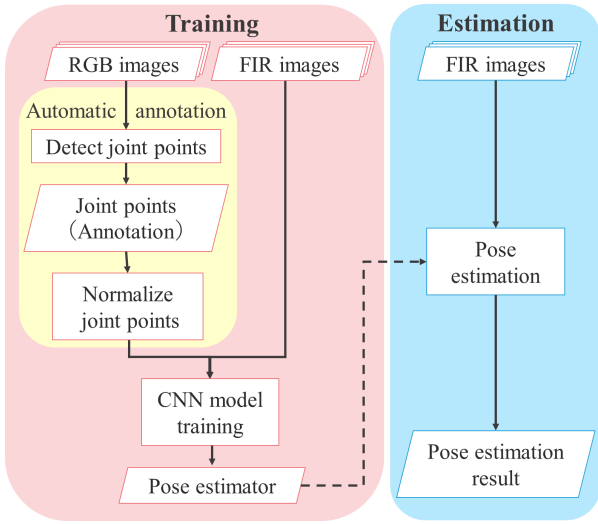 Training
RGB images
FIR images
Automatic annotation
Detect joint points
Joint points
（Annotation）
Normalize
joint points
CNN model
training
Pose estimator
Estimation
FIR images
Pose
estimation
Pose estimation
result